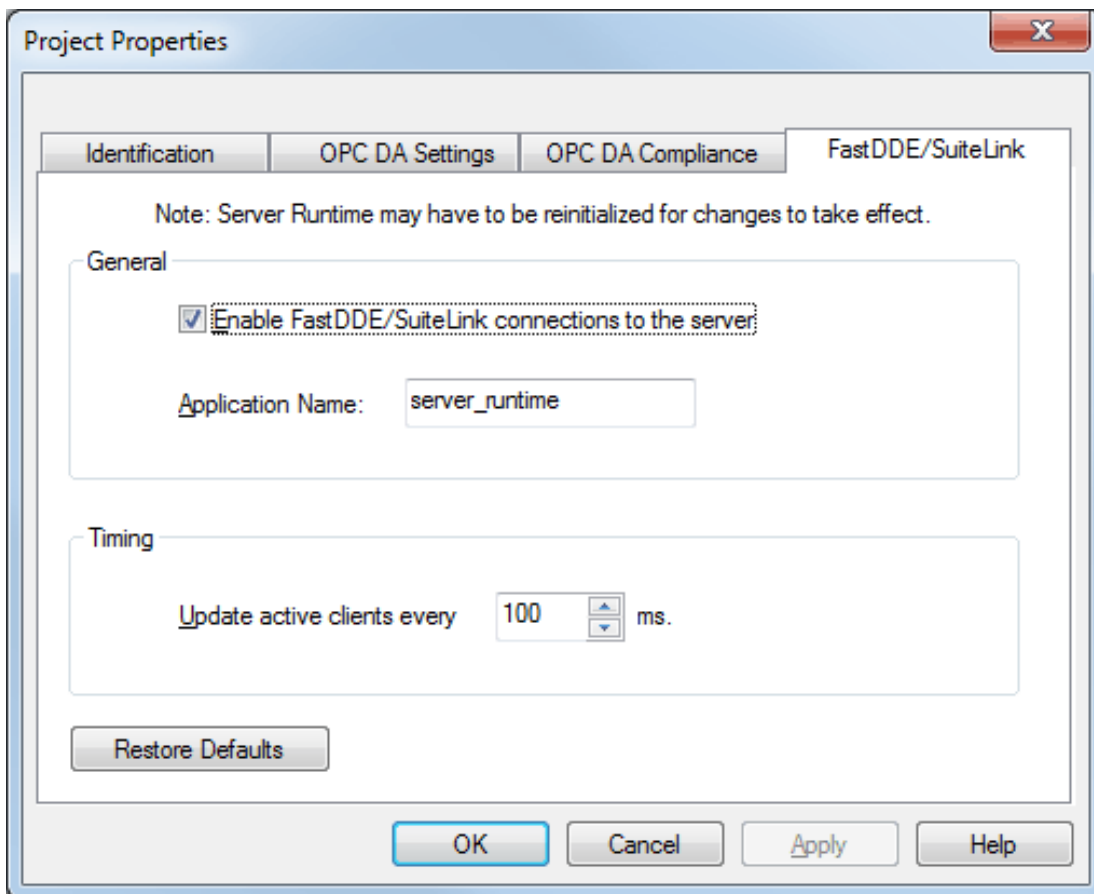 Project Properties
Identification OPC DA Settings OPC DA Compliance FastDDE/SuiteLink
Note: Server Runtime may have to be reinitialized for changes to take effect.
General
Enable FastDDE/SuiteLink connections to the server
Application Name: server_runtime
Timing
Update active clients every 100 ms.
Restore Defaults
OK Cancel Apply Help